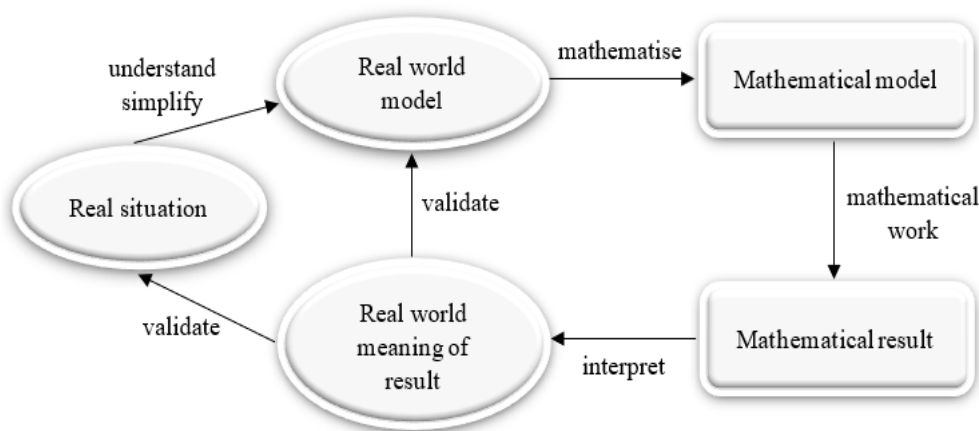 understand
simplify
Real world
model
mathematise
Mathematical model
Real situation
validate
mathematical
work
validate
Real world
meaning of
result
interpret
Mathematical result